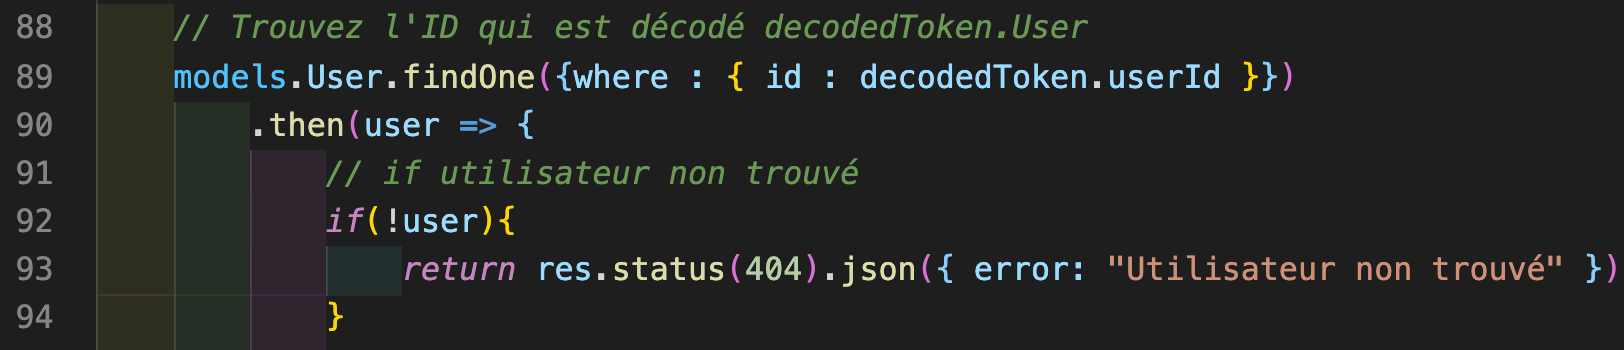 88 // Trouvez l'ID qui est décodé decodedToken.User
89 models.User.findOne({where : { id : decodedToken.userId }})
90 .then(user => {
91 // if utilisateur non trouvé
92 if(!user){
93 return res.status(404).json({ error: "Utilisateur non trouvé" })
94 }